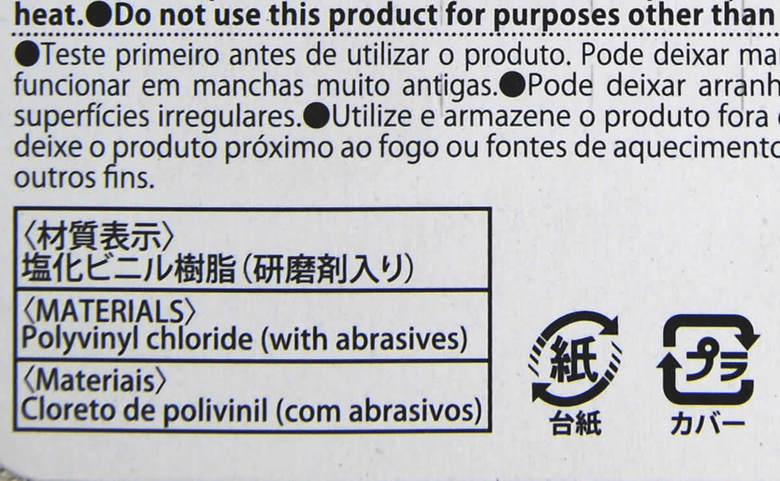 heat.●Do not use this product for purposes other than
●Teste primeiro antes de utilizar o produto. Pode deixar
funcionar em manchas muito antigas.●Pode deixar
superfícies irregulares.●Utilize e armazene o produto fora
deixe o produto próximo ao fogo ou fontes de aquecimento
outros fins.
〈材質表示〉
塩化ビニル樹脂（研磨剤入り）
〈MATERIALS〉
Polyvinyl chloride (with abrasives)
〈Materiais〉
Cloreto de polivinil (com abrasivos)
紙
台紙
プラ
カバー